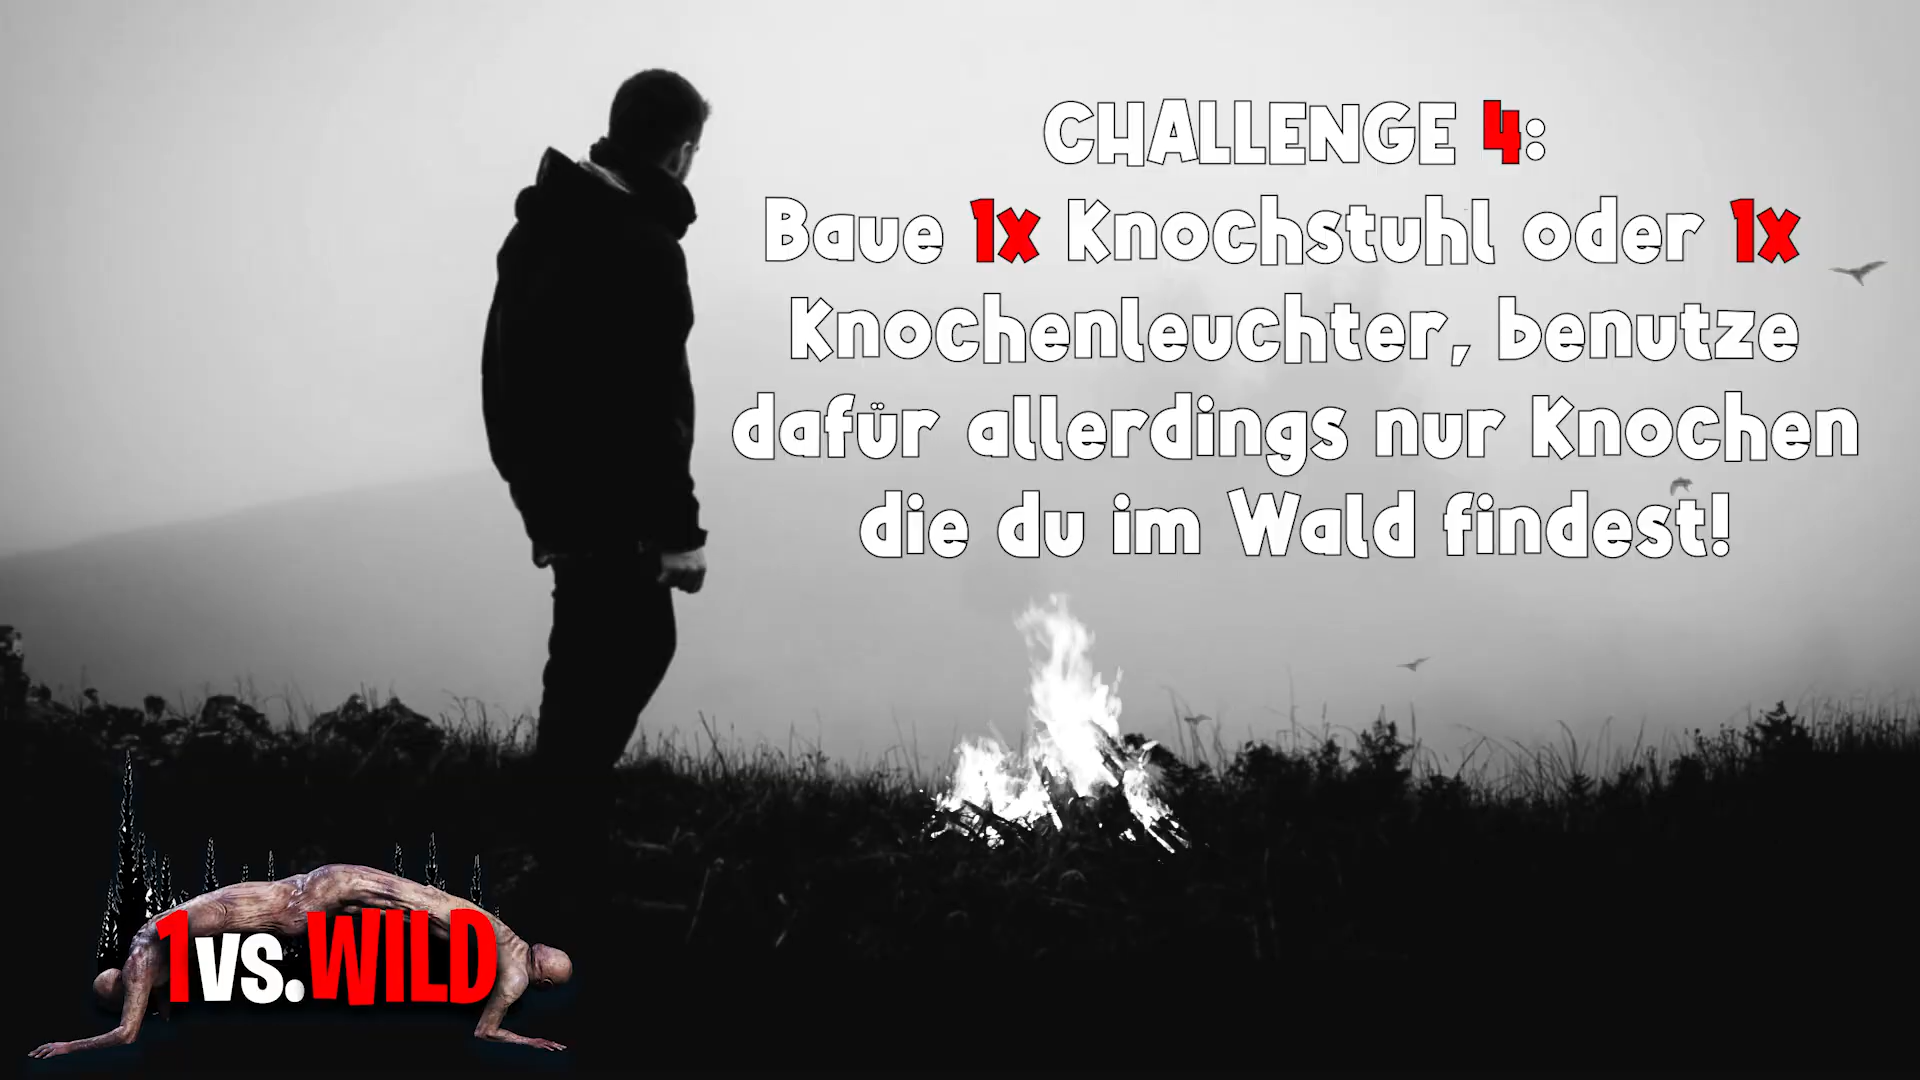 CHALLENGE 4:
Baue 1x Knochstuhl oder 1x
Knochenleuchter, benutze
dafür allerdings nur Knochen
die du im Wald findest!
1vs.WILD